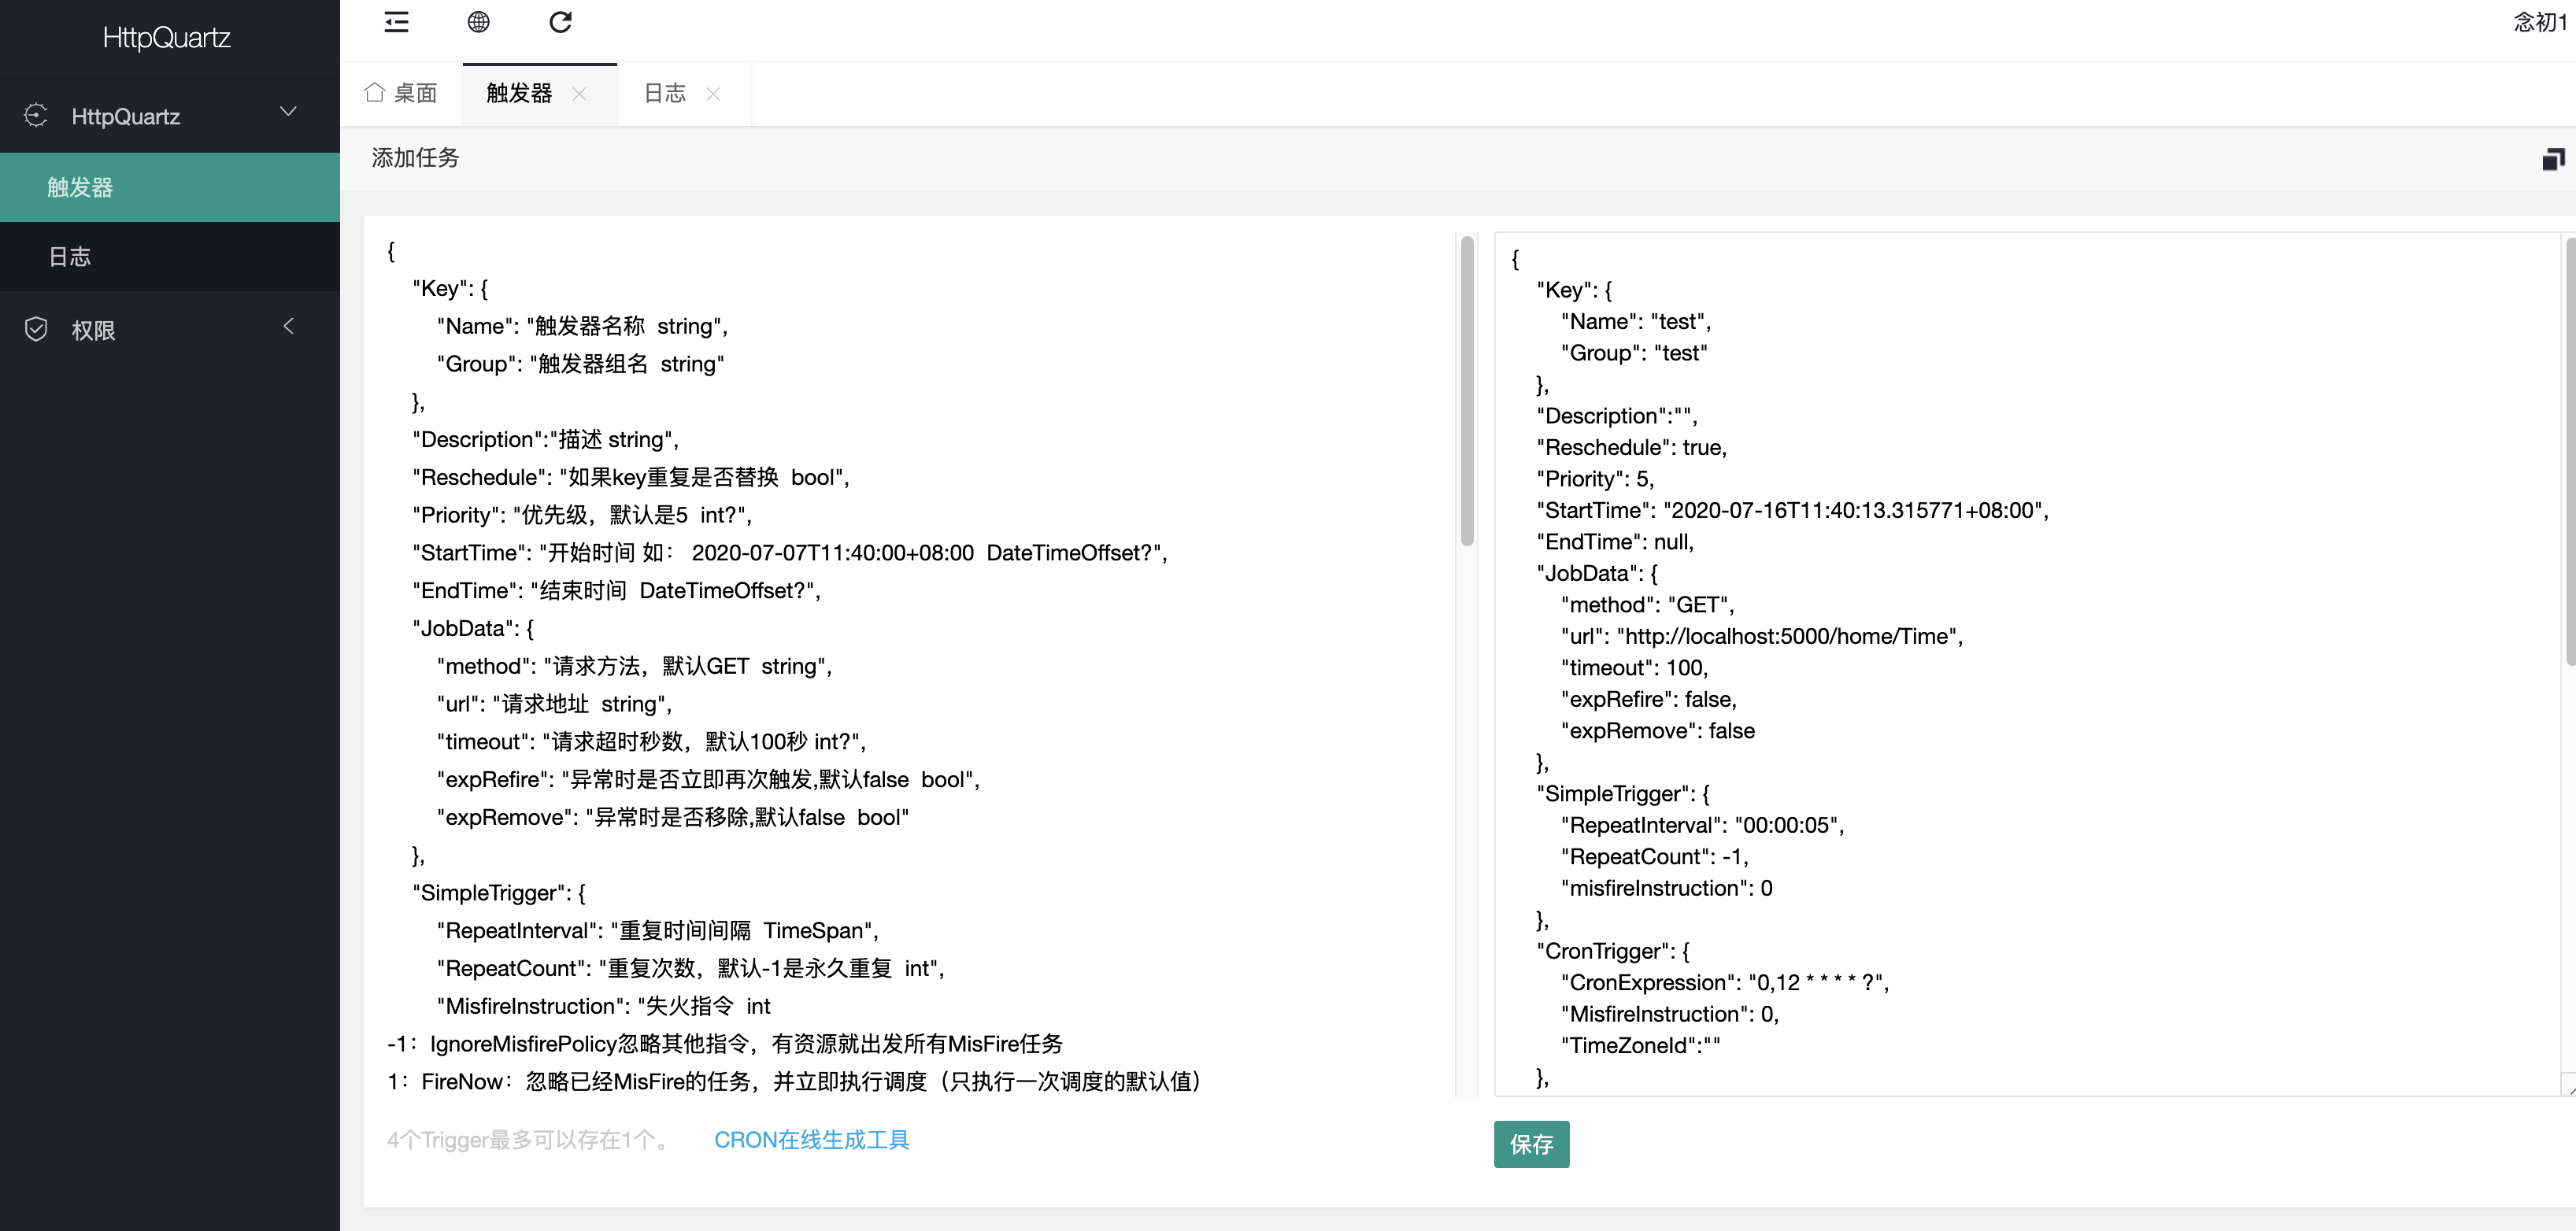 HttpQuartz
念初1
HttpQuartz
触发器
日志
权限
桌面
触发器
日志
添加任务
{
"Key": {
"Name": "触发器名称  string",
"Group": "触发器组名  string"
},
"Description":"描述 string",
"Reschedule": "如果key重复是否替换  bool",
"Priority": "优先级，默认是5  int?",
"StartTime": "开始时间 如：  2020-07-07T11:40:00+08:00  DateTimeOffset?",
"EndTime": "结束时间  DateTimeOffset?",
"JobData": {
"method": "请求方法，默认GET  string",
"url": "请求地址  string",
"timeout": "请求超时秒数，默认100秒 int?",
"expRefire": "异常时是否立即再次触发,默认false  bool",
"expRemove": "异常时是否移除,默认false  bool"
},
"SimpleTrigger": {
"RepeatInterval": "重复时间间隔  TimeSpan",
"RepeatCount": "重复次数，默认-1是永久重复  int",
"MisfireInstruction": "失火指令  int
-1：IgnoreMisfirePolicy忽略其他指令，有资源就出发所有MisFire任务
1：FireNow：忽略已经MisFire的任务，并立即执行调度（只执行一次调度的默认值）
4个Trigger最多可以存在1个。
CRON在线生成工具
{
"Key": {
"Name": "test",
"Group": "test"
},
"Description":"",
"Reschedule": true,
"Priority": 5,
"StartTime": "2020-07-16T11:40:13.315771+08:00",
"EndTime": null,
"JobData": {
"method": "GET",
"url": "http://localhost:5000/home/Time",
"timeout": 100,
"expRefire": false,
"expRemove": false
},
"SimpleTrigger": {
"RepeatInterval": "00:00:05",
"RepeatCount": -1,
"misfireInstruction": 0
},
"CronTrigger": {
"CronExpression": "0,12 * * * * ?",
"MisfireInstruction": 0,
"TimeZoneId":""
},
保存